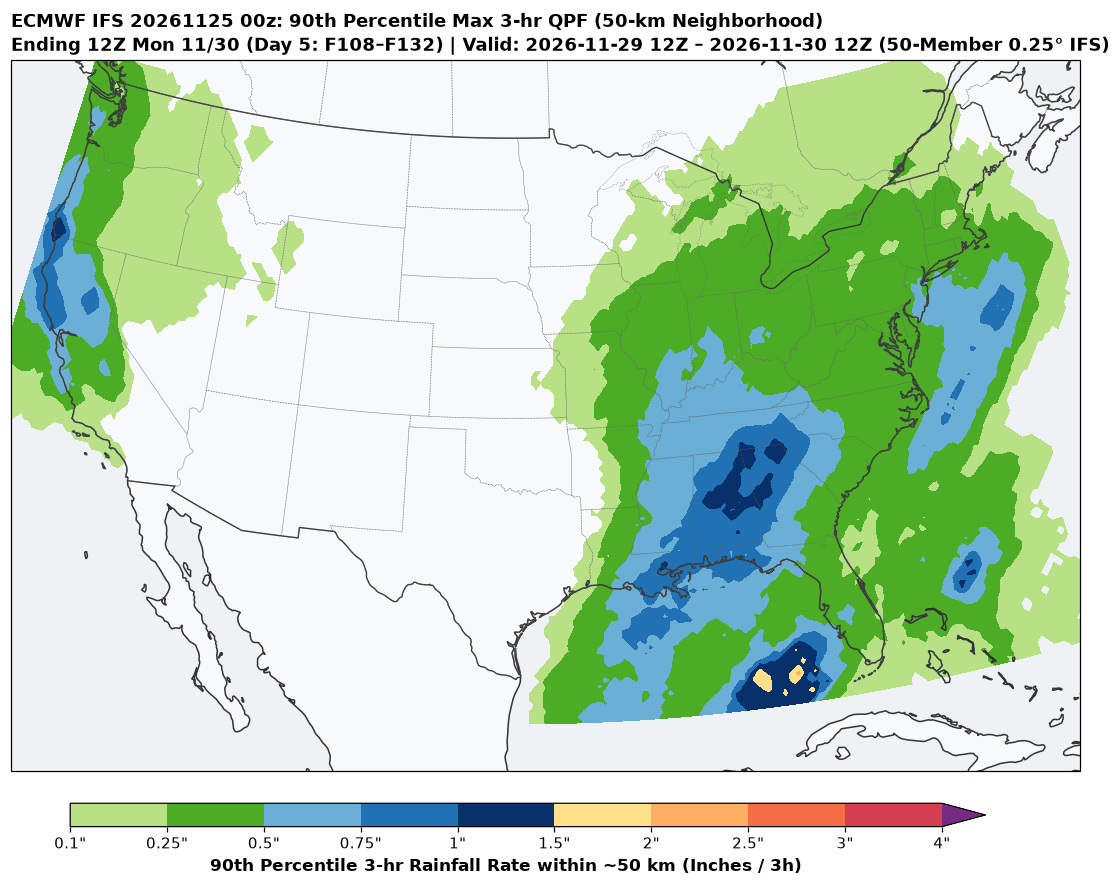 ECMWF IFS 20261125 00z: 90th Percentile Max 3-hr QPF (50-km Neighborhood)
Ending 12Z Mon 11/30 (Day 5: F108–F132) | Valid: 2026-11-29 12Z – 2026-11-30 12Z (50-Member 0.25° IFS)
0.1" 0.25" 0.5" 0.75" 1" 1.5" 2" 2.5" 3" 4"
90th Percentile 3-hr Rainfall Rate within ~50 km (Inches / 3h)